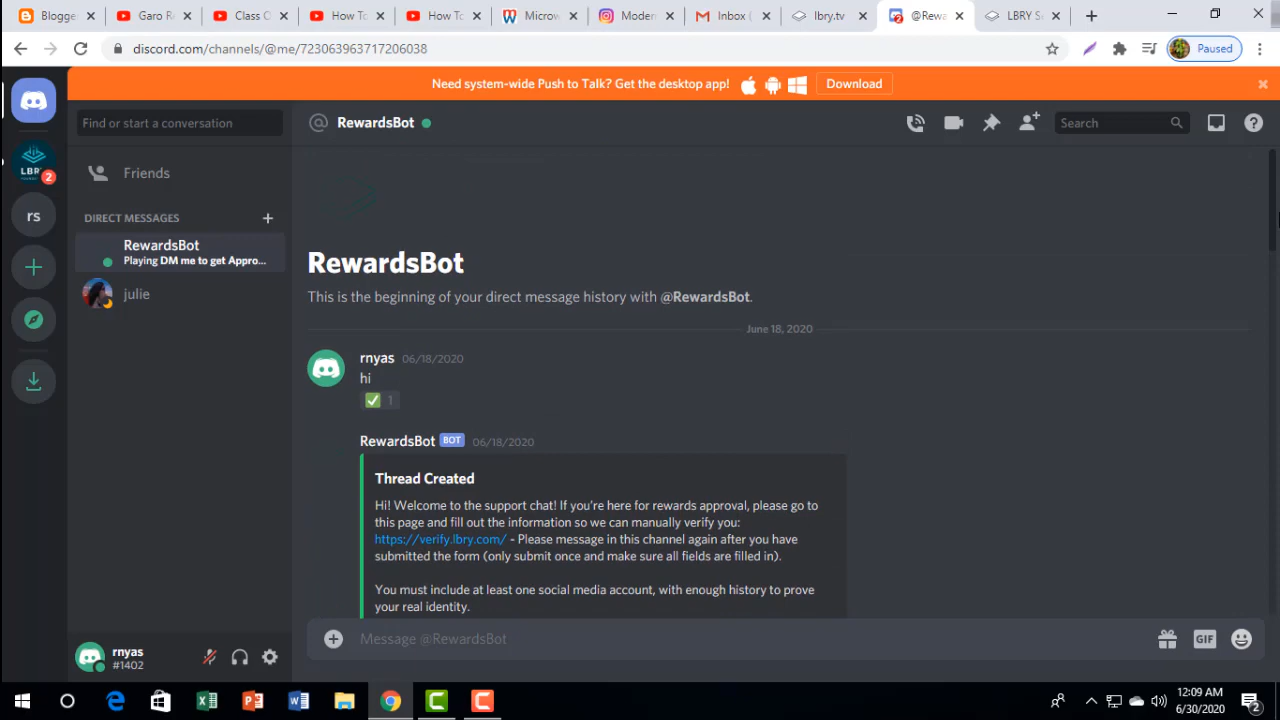 Blogge
Garo R
Class C
How To
How To
Microw
Modern
Inbox (
lbry.tv
@Rewa
LBRY Se
discord.com/channels/@me/723063963717206038
Paused
Need system-wide Push to Talk? Get the desktop app!
Download
Find or start a conversation
RewardsBot
Search
LBRY
2
Friends
rs
DIRECT MESSAGES
RewardsBot
Playing DM me to get Appro...
julie
RewardsBot
This is the beginning of your direct message history with @RewardsBot.
June 18, 2020
rnyas 06/18/2020
hi
1
RewardsBot BOT 06/18/2020
Thread Created
Hi! Welcome to the support chat! If you're here for rewards approval, please go to
this page and fill out the information so we can manually verify you:
https://verify.lbry.com/ - Please message in this channel again after you have
submitted the form (only submit once and make sure all fields are filled in).
You must include at least one social media account, with enough history to prove
your real identity.
Message @RewardsBot
GIF
rnyas
#1402
12:09 AM
6/30/2020
2